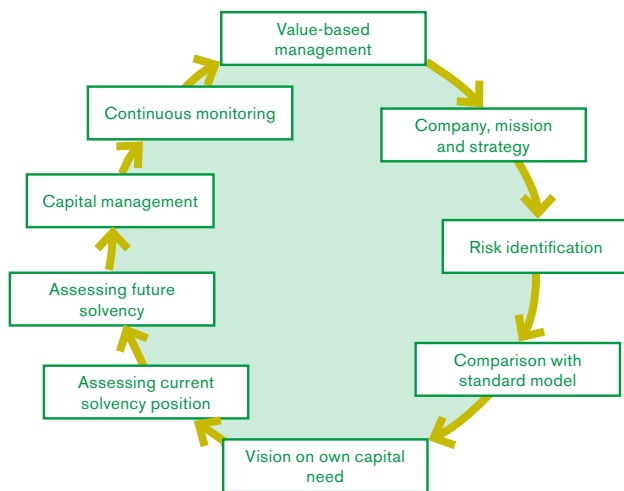 Value-based
management
Company, mission
and strategy
Risk identification
Comparison with
standard model
Vision on own capital
need
Assessing current
solvency position
Assessing future
solvency
Capital management
Continuous monitoring